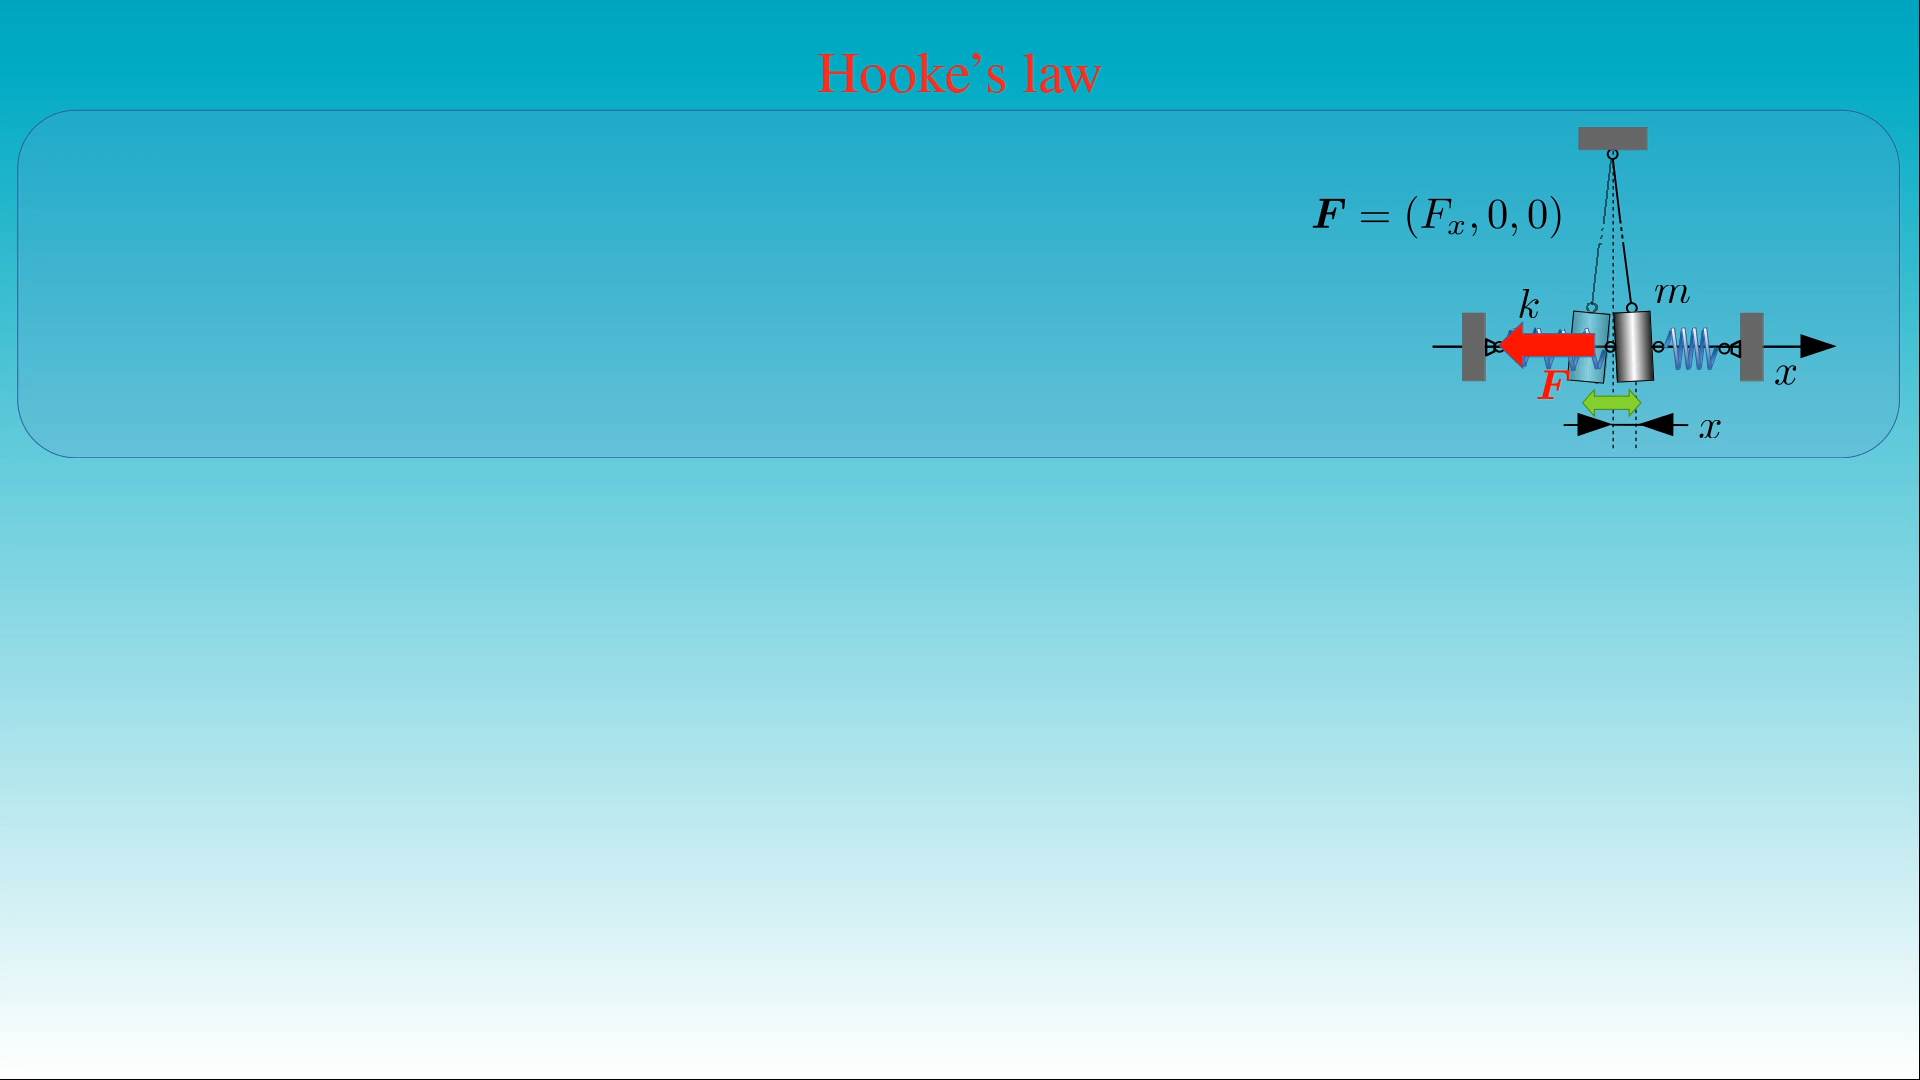 Hooke's law
F = (Fₓ, 0, 0)
m
k
x
F
x